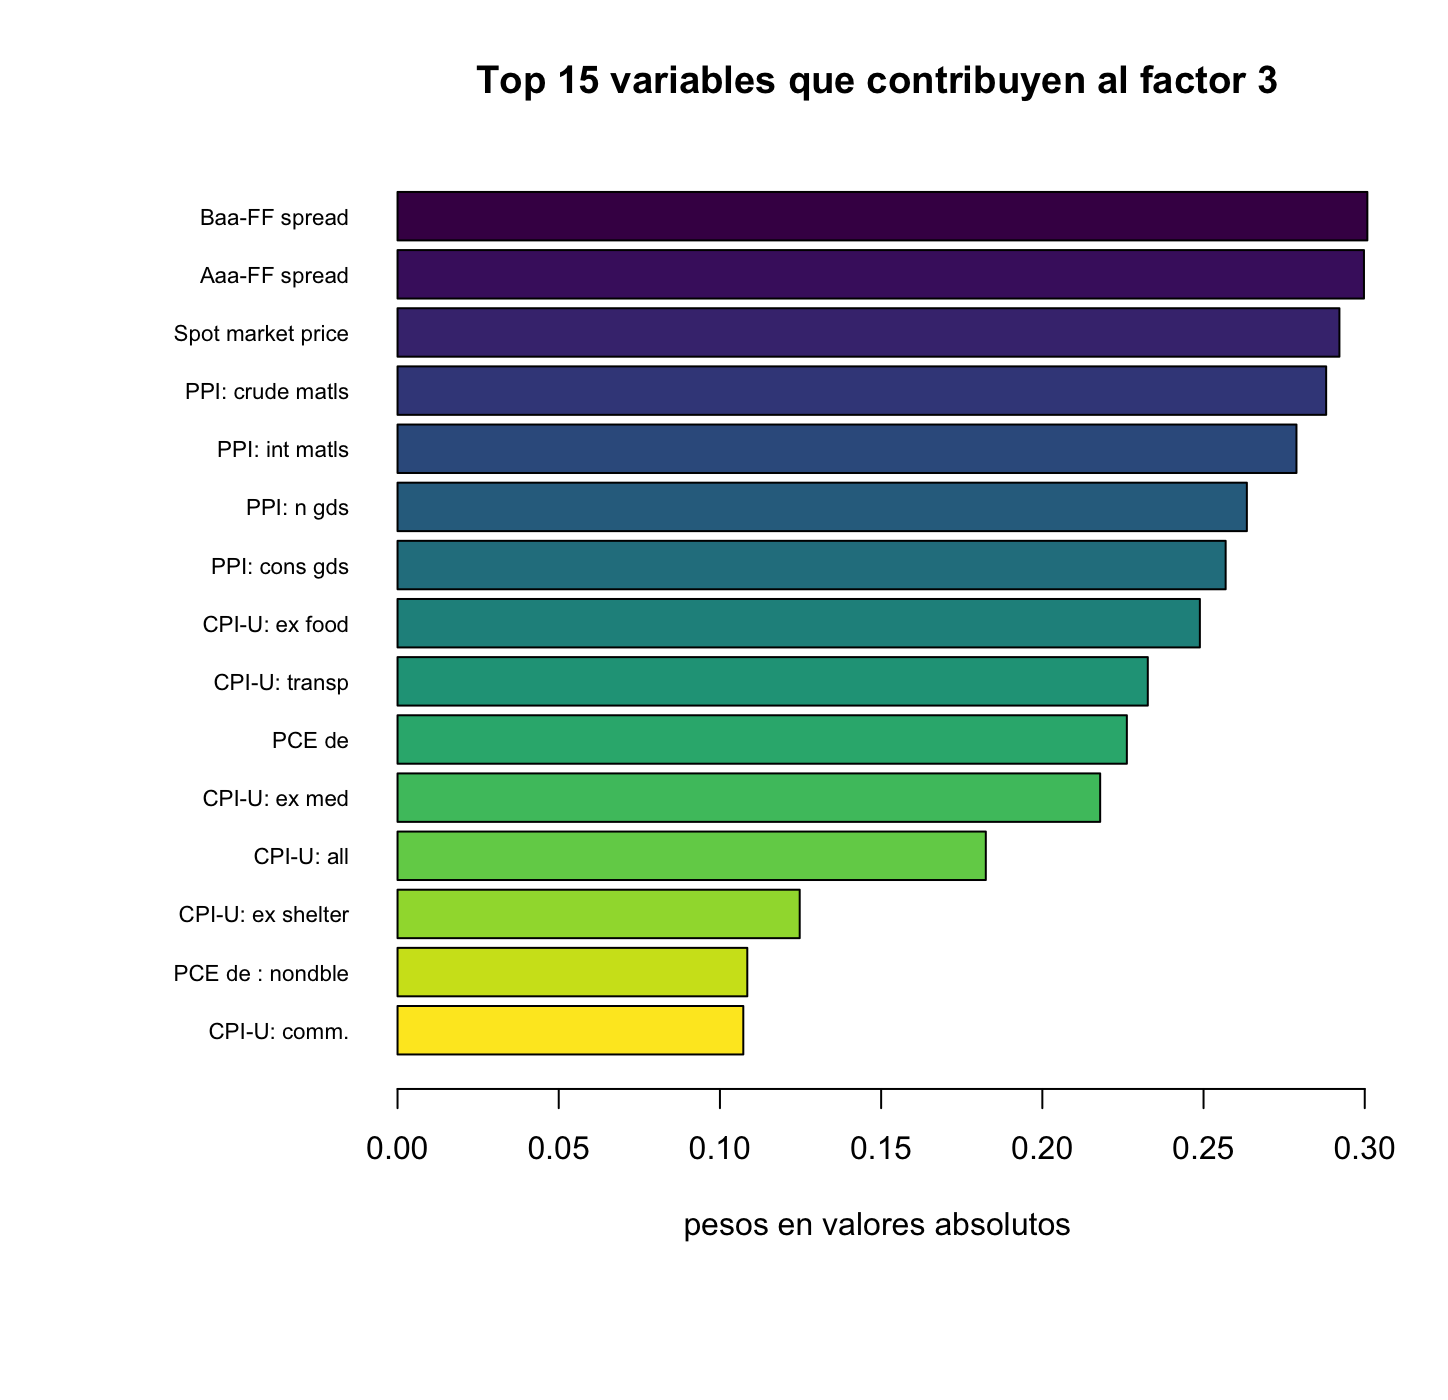 Top 15 variables que contribuyen al factor 3
Baa-FF spread
Aaa-FF spread
Spot market price
PPI: crude matls
PPI: int matls
PPI: n gds
PPI: cons gds
CPI-U: ex food
CPI-U: transp
PCE de
CPI-U: ex med
CPI-U: all
CPI-U: ex shelter
PCE de : nondble
CPI-U: comm.
0.00 0.05 0.10 0.15 0.20 0.25 0.30
pesos en valores absolutos